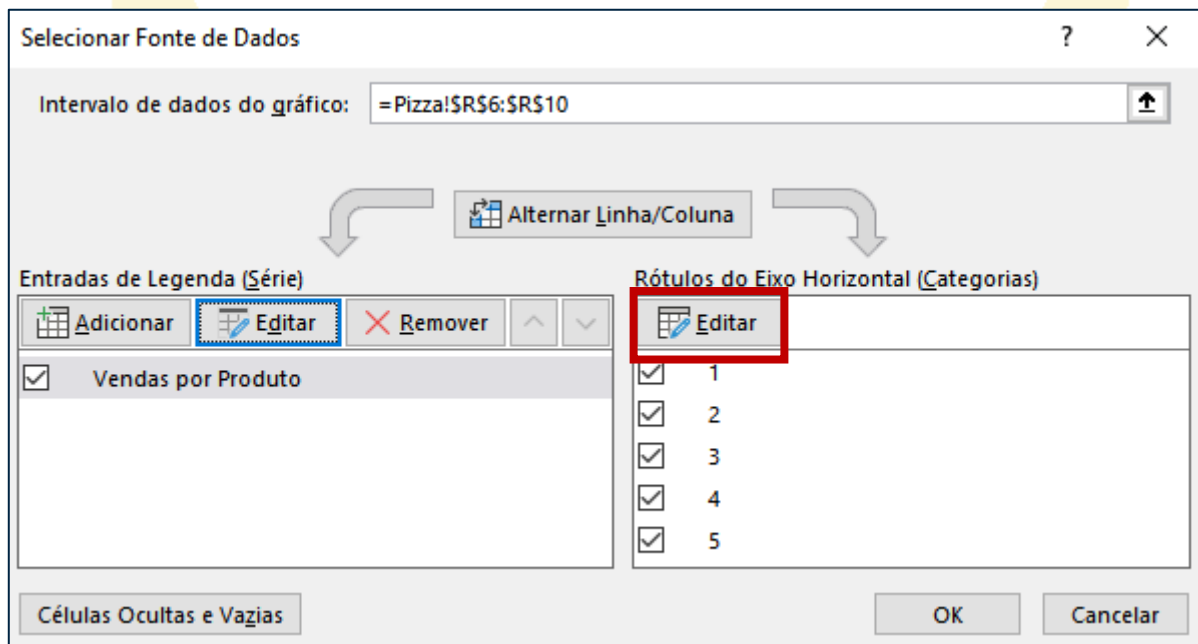 Selecionar Fonte de Dados ?
Intervalo de dados do gráfico: =Pizza!$R$6:$R$10
Alternar Linha/Coluna
Entradas de Legenda (Série)
Adicionar Editar Remover
Vendas por Produto
Rótulos do Eixo Horizontal (Categorias)
Editar
1
2
3
4
5
Células Ocultas e Vazias OK Cancelar